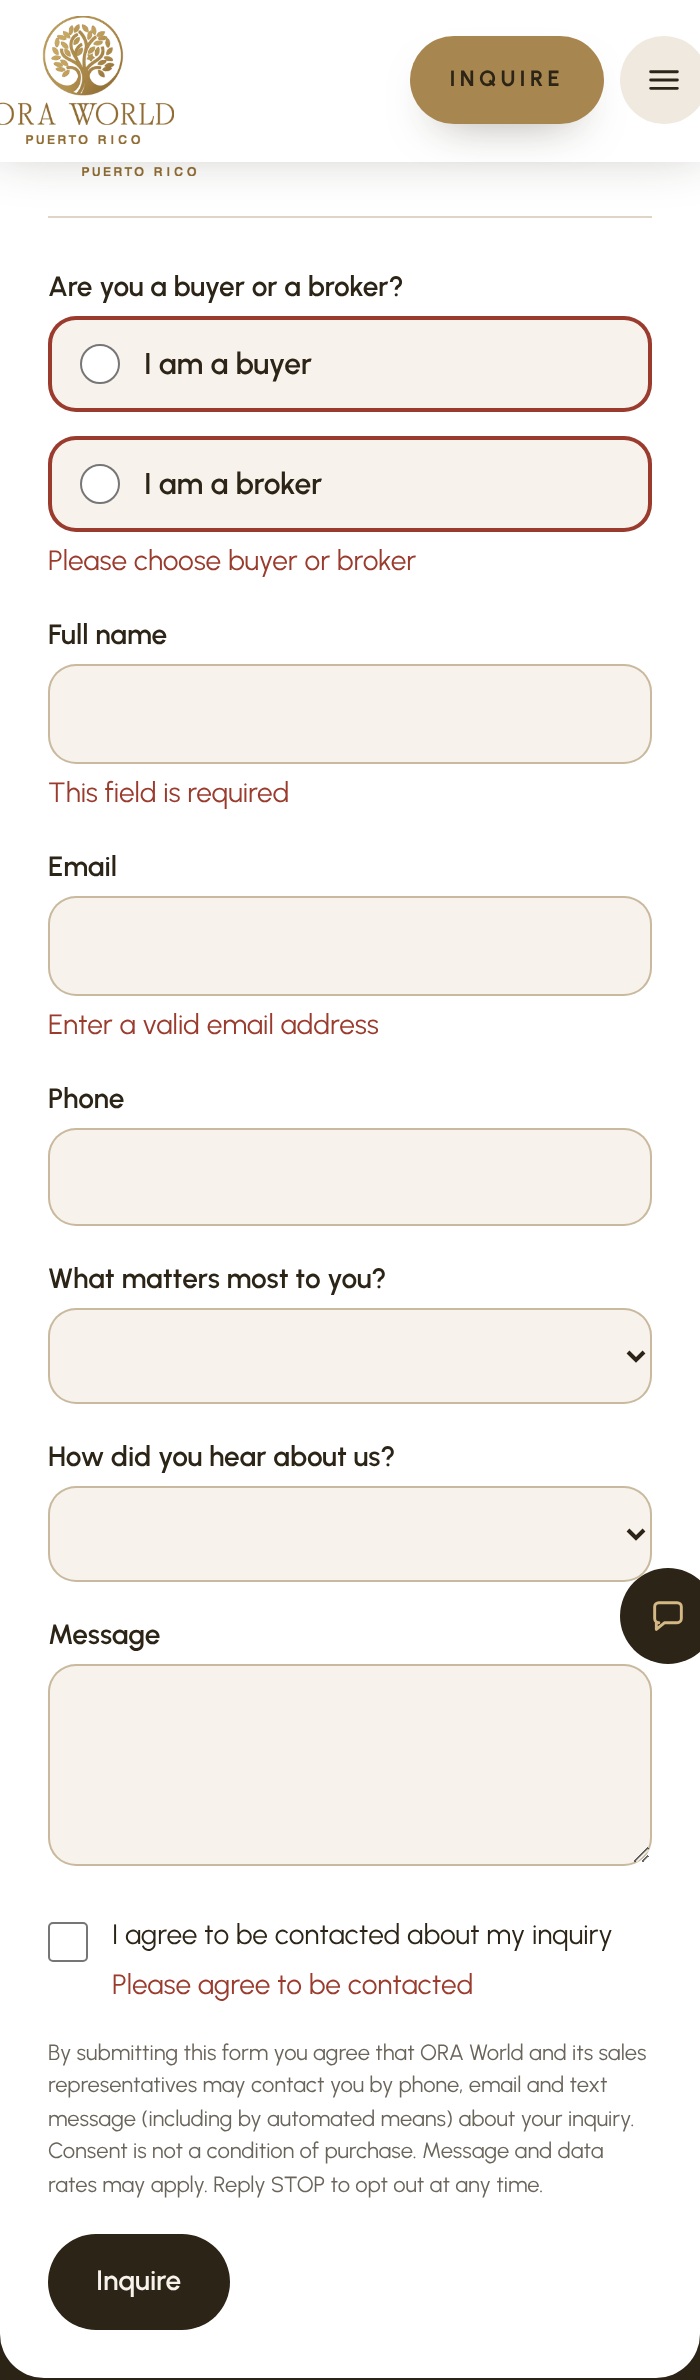 ORA WORLD
PUERTO RICO
INQUIRE
PUERTO RICO
Are you a buyer or a broker?
I am a buyer
I am a broker
Please choose buyer or broker
Full name
This field is required
Email
Enter a valid email address
Phone
What matters most to you?
How did you hear about us?
Message
I agree to be contacted about my inquiry
Please agree to be contacted
By submitting this form you agree that ORA World and its sales
representatives may contact you by phone, email and text
message (including by automated means) about your inquiry.
Consent is not a condition of purchase. Message and data
rates may apply. Reply STOP to opt out at any time.
Inquire